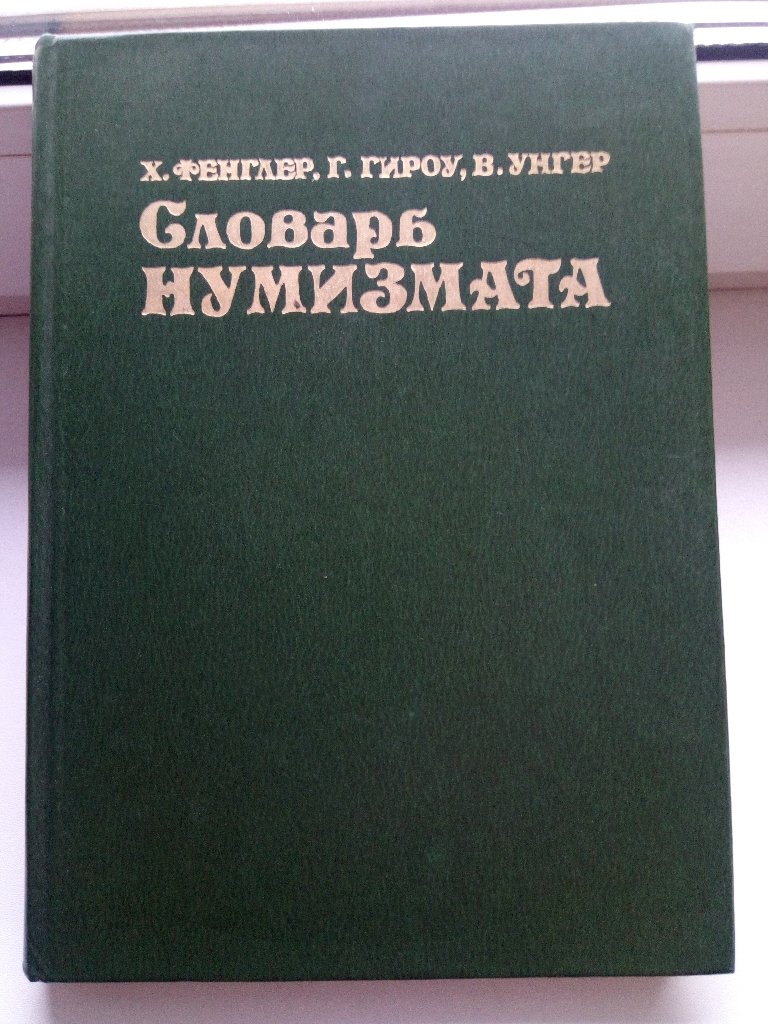 Х. ФЕНГЛЕР, Г. ГИРОУ, В. УНГЕР
Словарь
НУМИЗМАТА